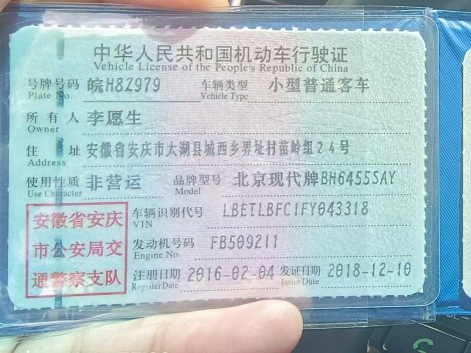 中华人民共和国机动车行驶证
Vehicle License of the People's Republic of China
号牌号码 皖H8Z979 车辆类型 小型普通客车
Plate No. Vehicle Type
所有人 李愿生
Owner
住址 安徽省安庆市太湖县城西乡界址村苗岭组24号
Address
使用性质 非营运 品牌型号 北京现代牌BH6455SAY
Use Character Model
安徽省安庆市公安局交通警察支队
车辆识别代号 LBETLBFC1FY043318
VIN
发动机号码 FB509211
Engine No.
注册日期 2016-02-04 发证日期 2018-12-10
Register Date Issue Date